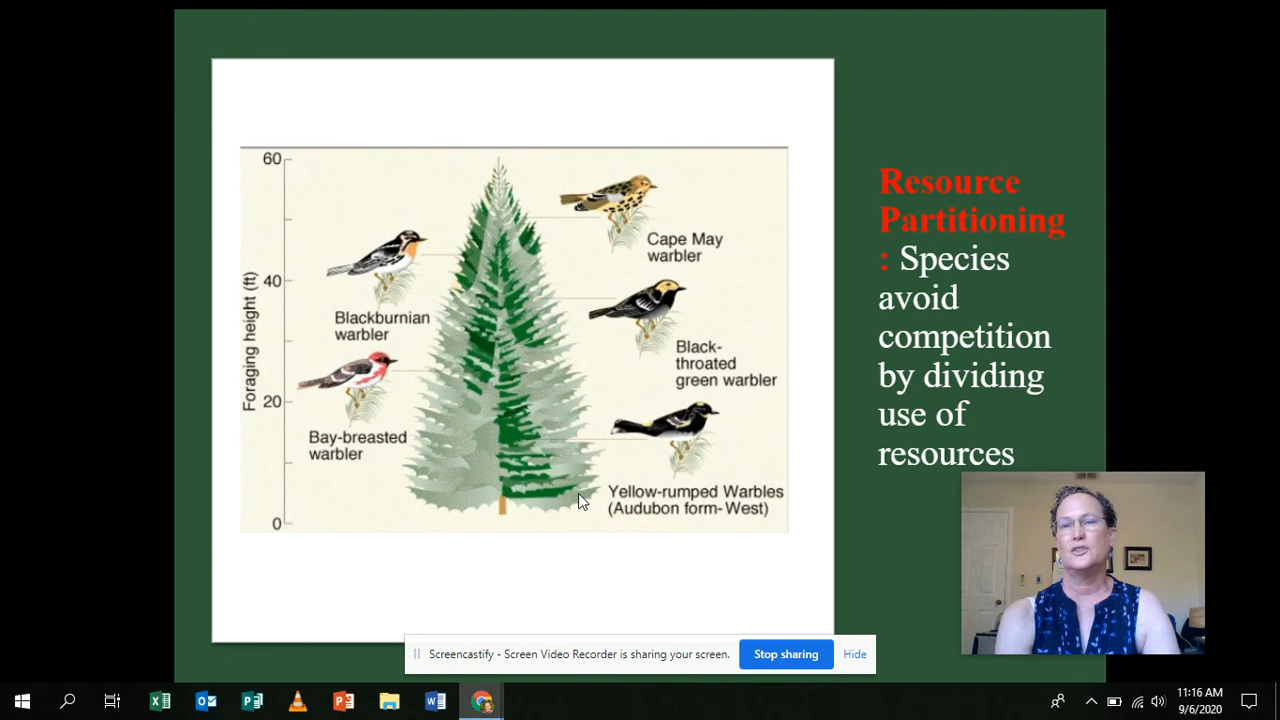 60
Cape May
warbler
40
Blackburnian
warbler
Foraging height (ft)
Black-
throated
green warbler
20
Bay-breasted
warbler
Yellow-rumped Warbles
(Audubon form-West)
0
Resource
Partitioning
: Species
avoid
competition
by dividing
use of
resources
Screencastify - Screen Video Recorder is sharing your screen.
Stop sharing
Hide
11:16 AM
9/6/2020